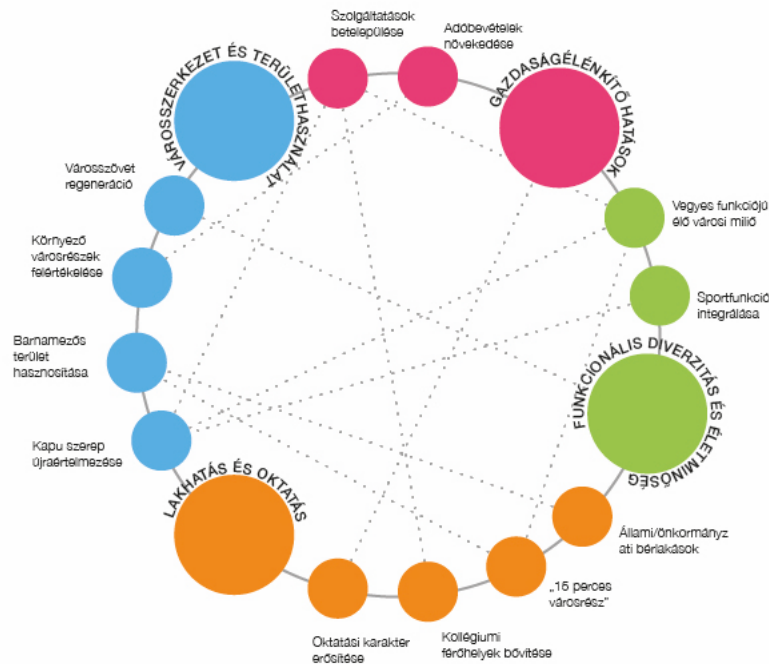 Szolgáltatások
betelepülése
Adóbevételek
növekedése
VÁROSSZERKEZET ÉS TERÜLETHASZNÁLAT
GAZDASÁGÉLÉNKÍTŐ HATÁSOK
Városszövet
regeneráció
Vegyes funkciójú
élő városi miliő
Környező
városrészek
felértékelése
Sportfunkció
integrálása
Barnamezős
terület
hasznosítása
FUNKCIONÁLIS DIVERZITÁS ÉS ÉLETMINŐSÉG
Kapu szerep
újraértelmezése
LAKHATÁS ÉS OKTATÁS
Állami/önkormányz
ati bérlakások
„15 perces
városrész"
Oktatási karakter
erősítése
Kollégiumi
férőhelyek bővítése